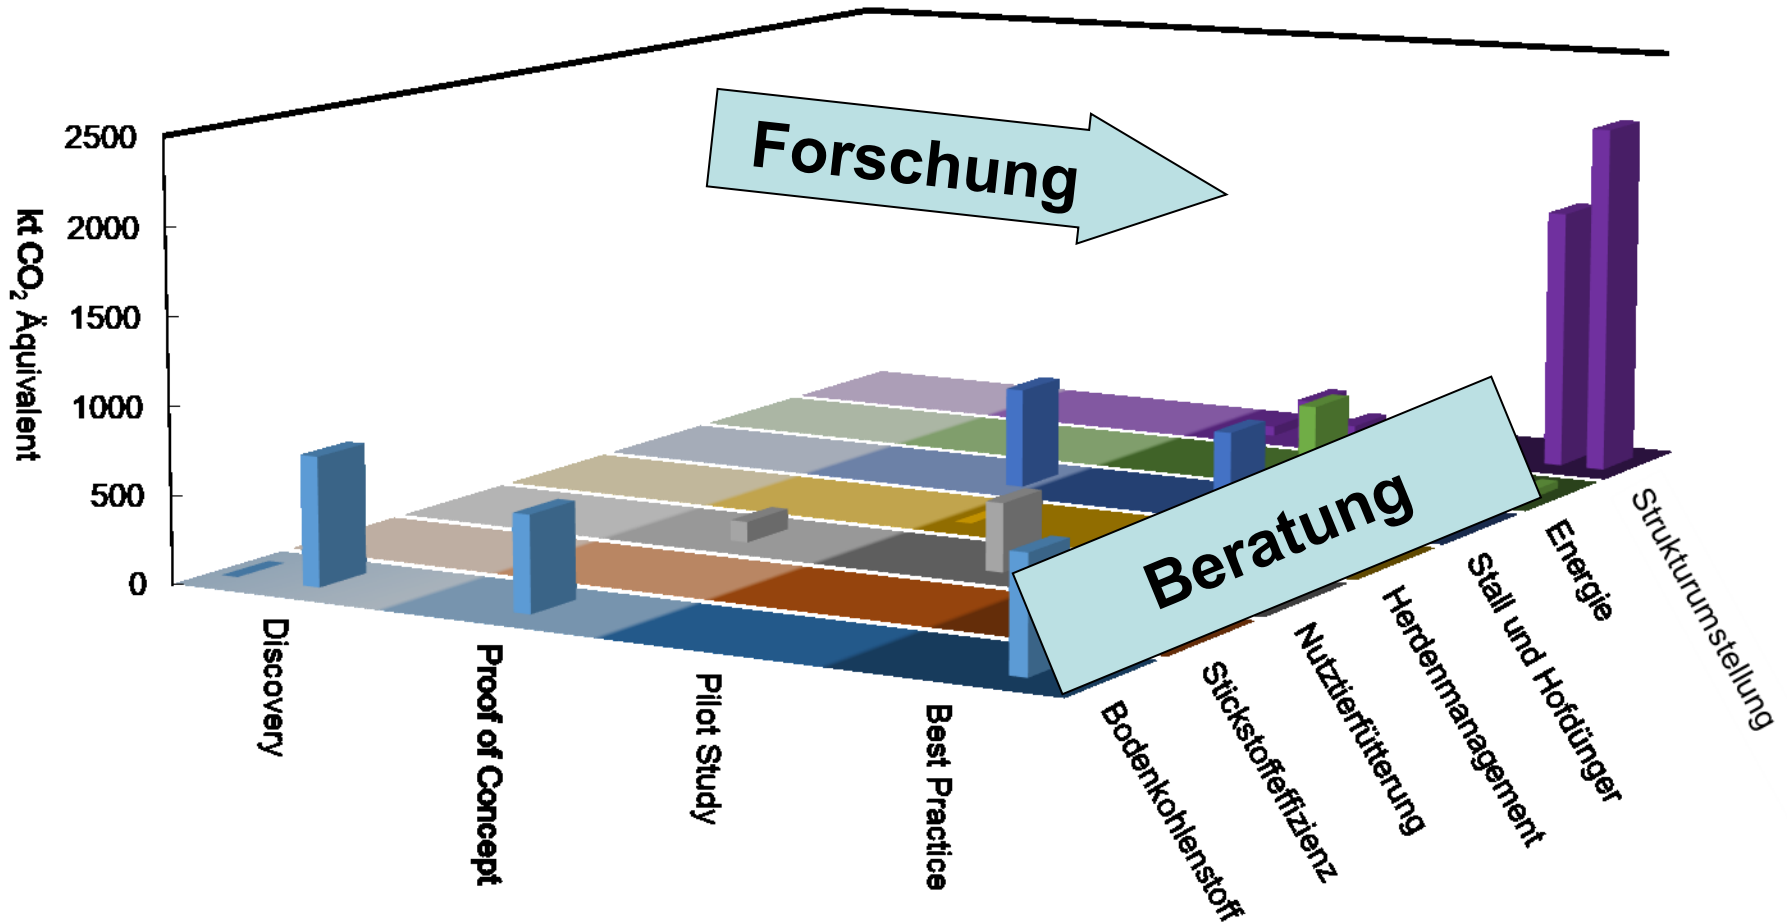 Forschung
2500
2000
1500
1000
500
0
kt CO₂ Äquivalent
Beratung
Discovery
Proof of Concept
Pilot Study
Best Practice
Bodenkohlenstoff
Stickstoffeffizienz
Nutztierfütterung
Herdenmanagement
Stall und Hofdünger
Energie
Strukturumstellung